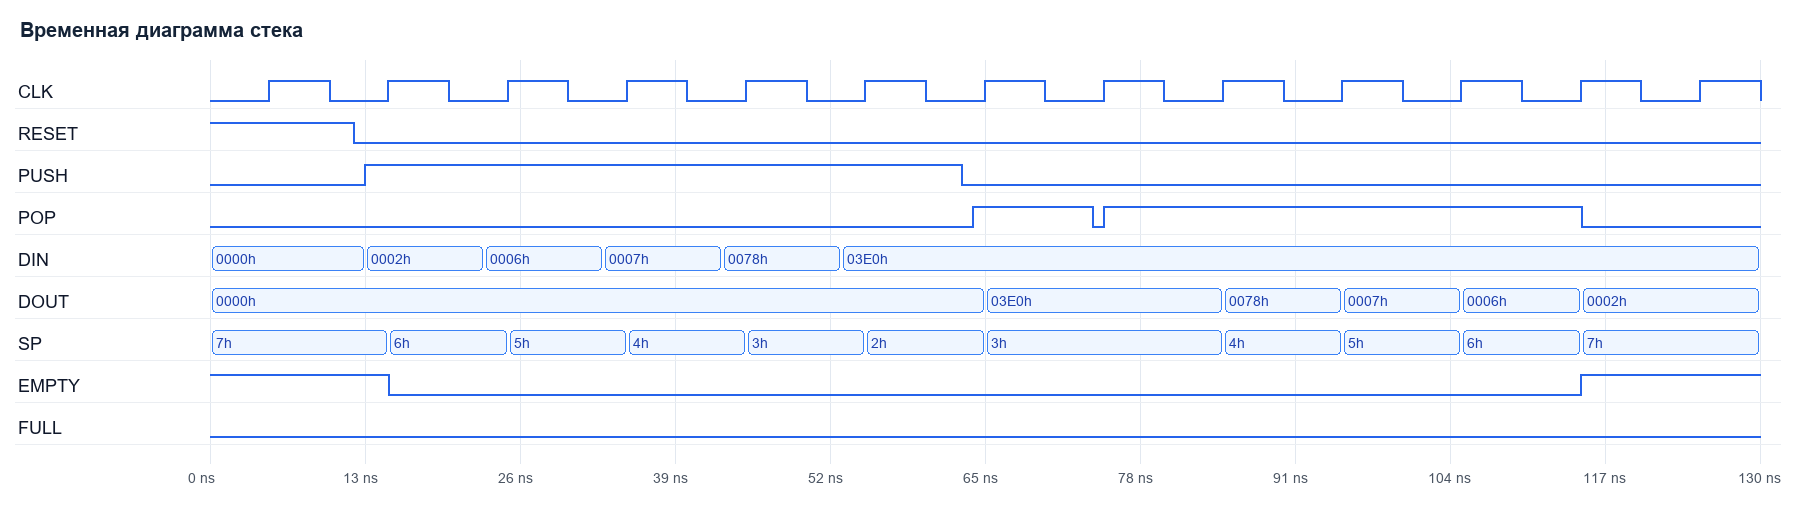 Временная диаграмма стека
CLK
RESET
PUSH
POP
DIN 0000h 0002h 0006h 0007h 0078h 03E0h
DOUT 0000h 03E0h 0078h 0007h 0006h 0002h
SP 7h 6h 5h 4h 3h 2h 3h 4h 5h 6h 7h
EMPTY
FULL
0 ns 13 ns 26 ns 39 ns 52 ns 65 ns 78 ns 91 ns 104 ns 117 ns 130 ns